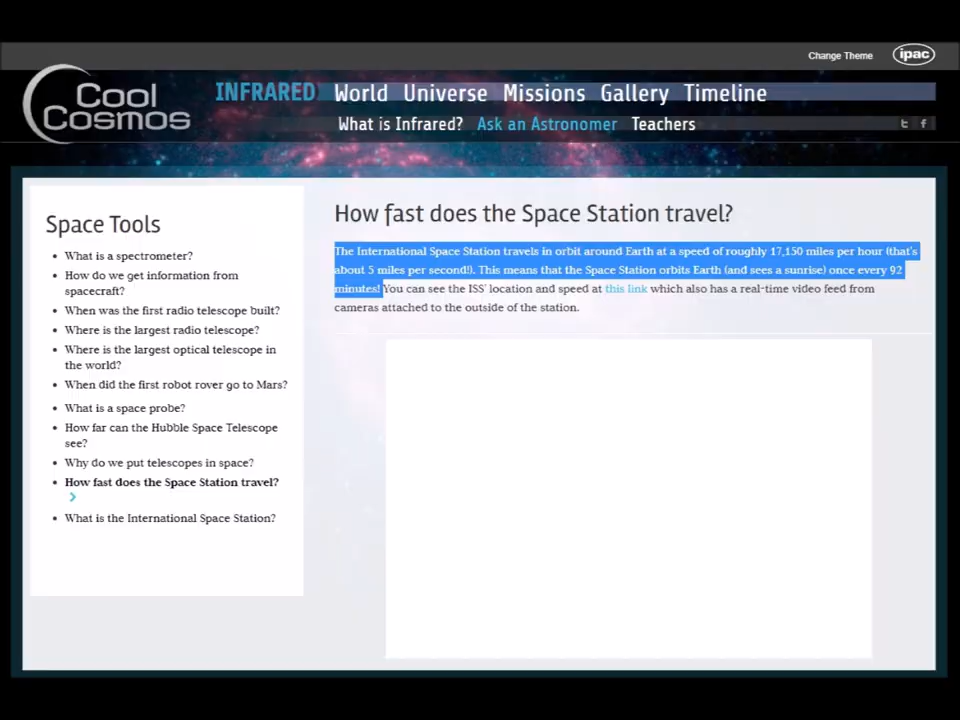 Change Theme
ipac
Cool
Cosmos
INFRARED World Universe Missions Gallery Timeline
What is Infrared? Ask an Astronomer Teachers
t f
Space Tools
What is a spectrometer?
How do we get information from
spacecraft?
When was the first radio telescope built?
Where is the largest radio telescope?
Where is the largest optical telescope in
the world?
When did the first robot rover go to Mars?
What is a space probe?
How far can the Hubble Space Telescope
see?
Why do we put telescopes in space?
How fast does the Space Station travel?
What is the International Space Station?
How fast does the Space Station travel?
The International Space Station travels in orbit around Earth at a speed of roughly 17,150 miles per hour (that's
about 5 miles per second!). This means that the Space Station orbits Earth (and sees a sunrise) once every 92
minutes! You can see the ISS' location and speed at this link which also has a real-time video feed from
cameras attached to the outside of the station.